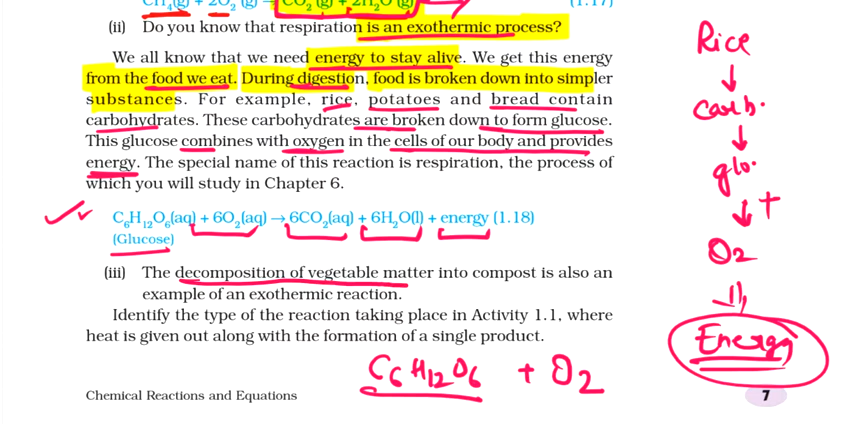 CH₄(g) + 2O₂ (g) → CO₂ (g) + 2H₂O (g) (1.17)
(ii) Do you know that respiration is an exothermic process?
We all know that we need energy to stay alive. We get this energy
from the food we eat. During digestion, food is broken down into simpler
substances. For example, rice, potatoes and bread contain
carbohydrates. These carbohydrates are broken down to form glucose.
This glucose combines with oxygen in the cells of our body and provides
energy. The special name of this reaction is respiration, the process of
which you will study in Chapter 6.
C₆H₁₂O₆(aq) + 6O₂(aq) → 6CO₂(aq) + 6H₂O(l) + energy (1.18)
(Glucose)
(iii) The decomposition of vegetable matter into compost is also an
example of an exothermic reaction.
Identify the type of the reaction taking place in Activity 1.1, where
heat is given out along with the formation of a single product.
C₆H₁₂O₆ + O₂
Chemical Reactions and Equations
7
Rice
↓
Carb.
↓
glo.
↓ +
O₂
⇓
Energy